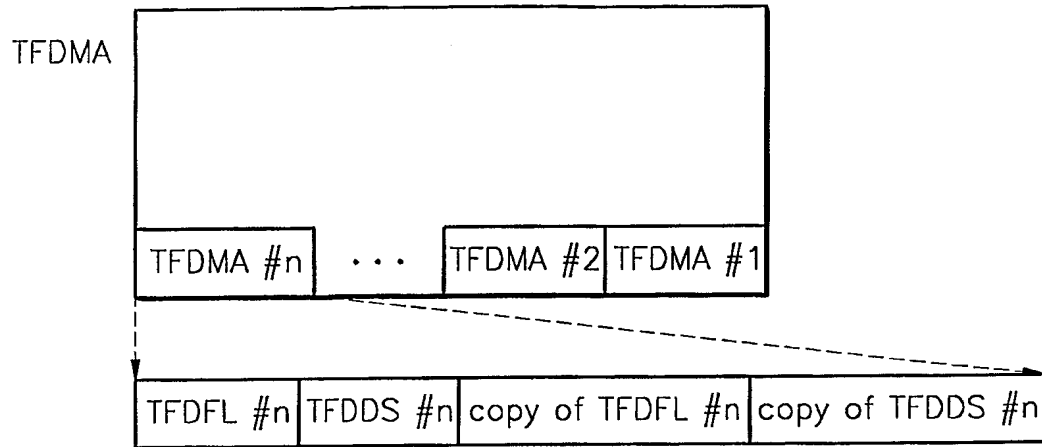 TFDMA
TFDMA #n ... TFDMA #2 TFDMA #1
TFDFL #n TFDDS #n copy of TFDFL #n copy of TFDDS #n